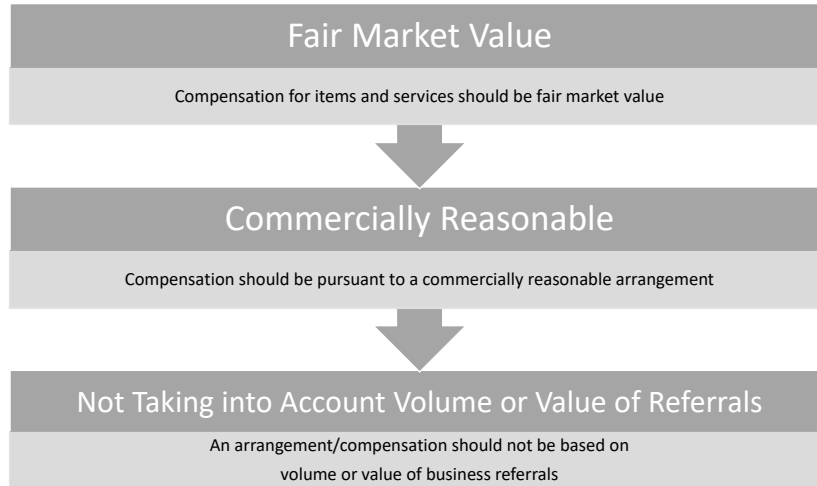 Fair Market Value
Compensation for items and services should be fair market value
Commercially Reasonable
Compensation should be pursuant to a commercially reasonable arrangement
Not Taking into Account Volume or Value of Referrals
An arrangement/compensation should not be based on
volume or value of business referrals